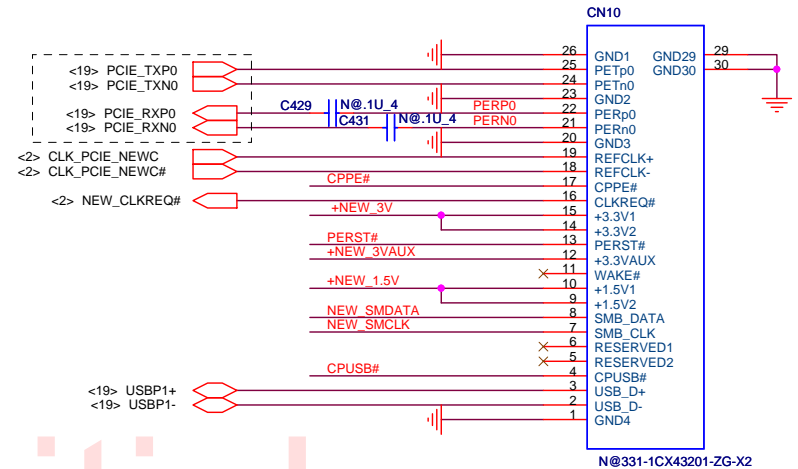 CN10
26 GND1 GND29 29
<19> PCIE_TXP0 25 PETp0 GND30 30
<19> PCIE_TXN0 24 PETn0
23 GND2
<19> PCIE_RXP0 C429 N@.1U_4 PERP0 22 PERp0
<19> PCIE_RXN0 C431 N@.1U_4 PERN0 21 PERn0
20 GND3
<2> CLK_PCIE_NEWC 19 REFCLK+
<2> CLK_PCIE_NEWC# 18 REFCLK-
CPPE# 17 CPPE#
<2> NEW_CLKREQ# 16 CLKREQ#
+NEW_3V 15 +3.3V1
14 +3.3V2
PERST# 13 PERST#
+NEW_3VAUX 12 +3.3VAUX
11 WAKE#
+NEW_1.5V 10 +1.5V1
9 +1.5V2
NEW_SMDATA 8 SMB_DATA
NEW_SMCLK 7 SMB_CLK
6 RESERVED1
5 RESERVED2
CPUSB# 4 CPUSB#
<19> USBP1+ 3 USB_D+
<19> USBP1- 2 USB_D-
1 GND4
N@331-1CX43201-ZG-X2